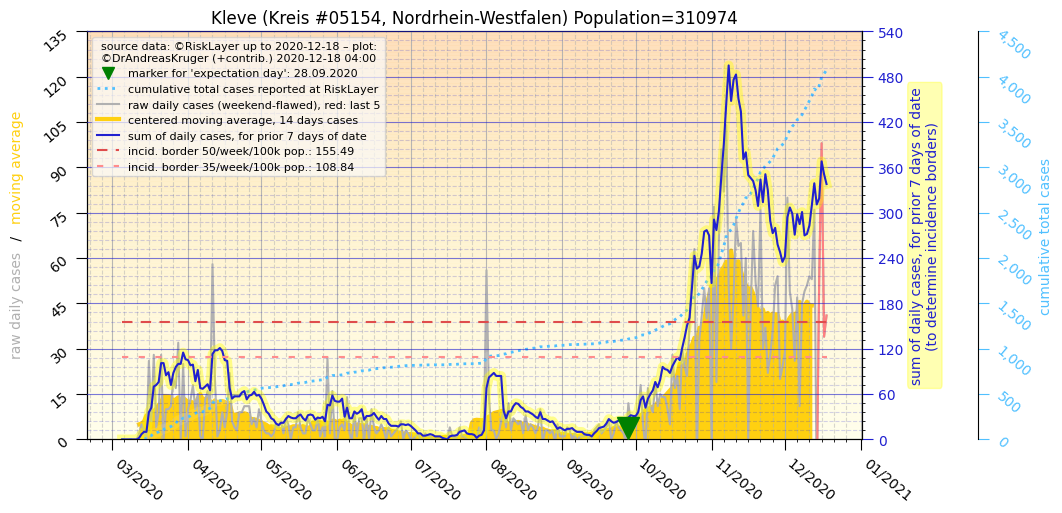 Kleve (Kreis #05154, Nordrhein-Westfalen) Population=310974
source data: ©RiskLayer up to 2020-12-18 – plot:
©DrAndreasKruger (+contrib.) 2020-12-18 04:00
marker for 'expectation day': 28.09.2020
cumulative total cases reported at RiskLayer
raw daily cases (weekend-flawed), red: last 5
centered moving average, 14 days cases
sum of daily cases, for prior 7 days of date
incid. border 50/week/100k pop.: 155.49
incid. border 35/week/100k pop.: 108.84
raw daily cases / moving average
135
120
105
90
75
60
45
30
15
0
03/2020
04/2020
05/2020
06/2020
07/2020
08/2020
09/2020
10/2020
11/2020
12/2020
01/2021
540
480
420
360
300
240
180
120
60
0
sum of daily cases, for prior 7 days of date
(to determine incidence borders)
4,500
4,000
3,500
3,000
2,500
2,000
1,500
1,000
500
0
cumulative total cases